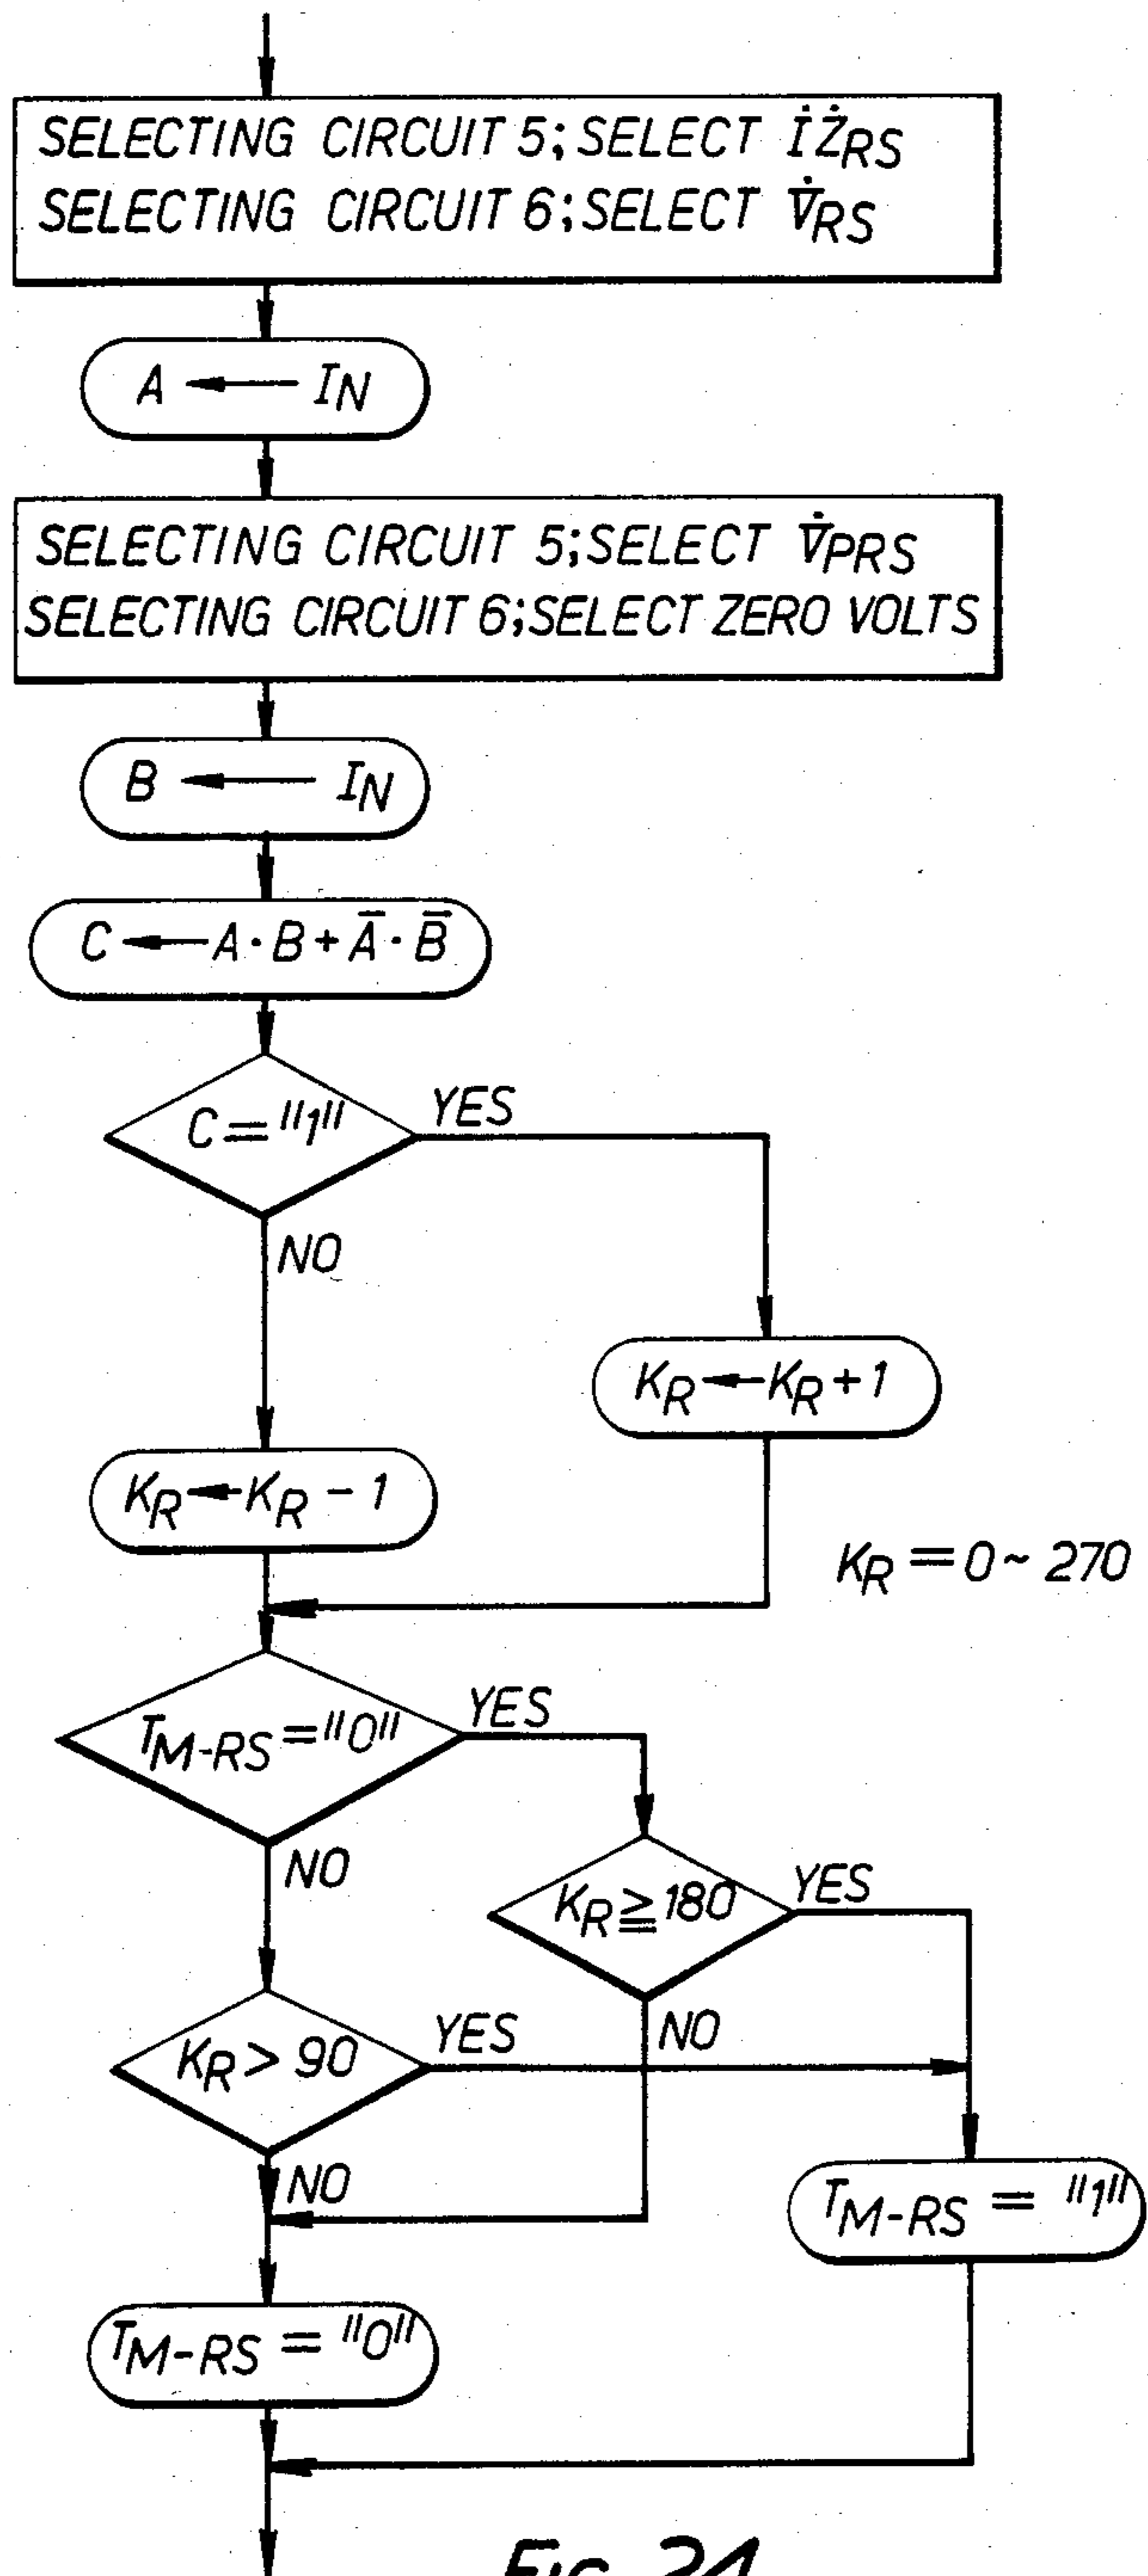 SELECTING CIRCUIT 5; SELECT İŻRS
SELECTING CIRCUIT 6; SELECT V̇RS
A ← IN
SELECTING CIRCUIT 5; SELECT V̇PRS
SELECTING CIRCUIT 6; SELECT ZERO VOLTS
B ← IN
C ← A · B + Ā · B̄
C = "1"
YES
NO
KR ← KR + 1
KR ← KR - 1
KR = 0 ~ 270
TM-RS = "0"
YES
NO
KR ≧ 180
YES
NO
KR > 90
YES
NO
TM-RS = "1"
TM-RS = "0"